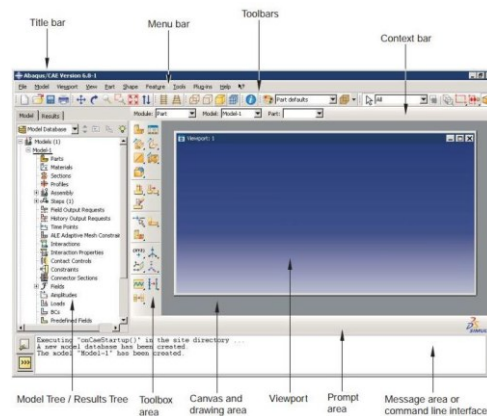 Toolbars
Title bar
Menu bar
Context bar
Abaqus/CAE Version 6.8-1
File Model Viewport View Part Shape Feature Tools Plug-ins Help
Part defaults
All
Model Results
Module: Part Model: Model-1 Part:
Model Database
Models (1)
Model-1
Parts
Materials
Sections
Profiles
Assembly
Steps (1)
Field Output Requests
History Output Requests
Time Points
ALE Adaptive Mesh Constrain
Interactions
Interaction Properties
Contact Controls
Constraints
Connector Sections
Fields
Amplitudes
Loads
BCs
Predefined Fields
Viewport: 1
Executing "onCaeStartup()" in the site directory ...
A new model database has been created.
The model "Model-1" has been created.
>>>
Model Tree / Results Tree
Toolbox
area
Canvas and
drawing area
Viewport
Prompt
area
Message area or
command line interface